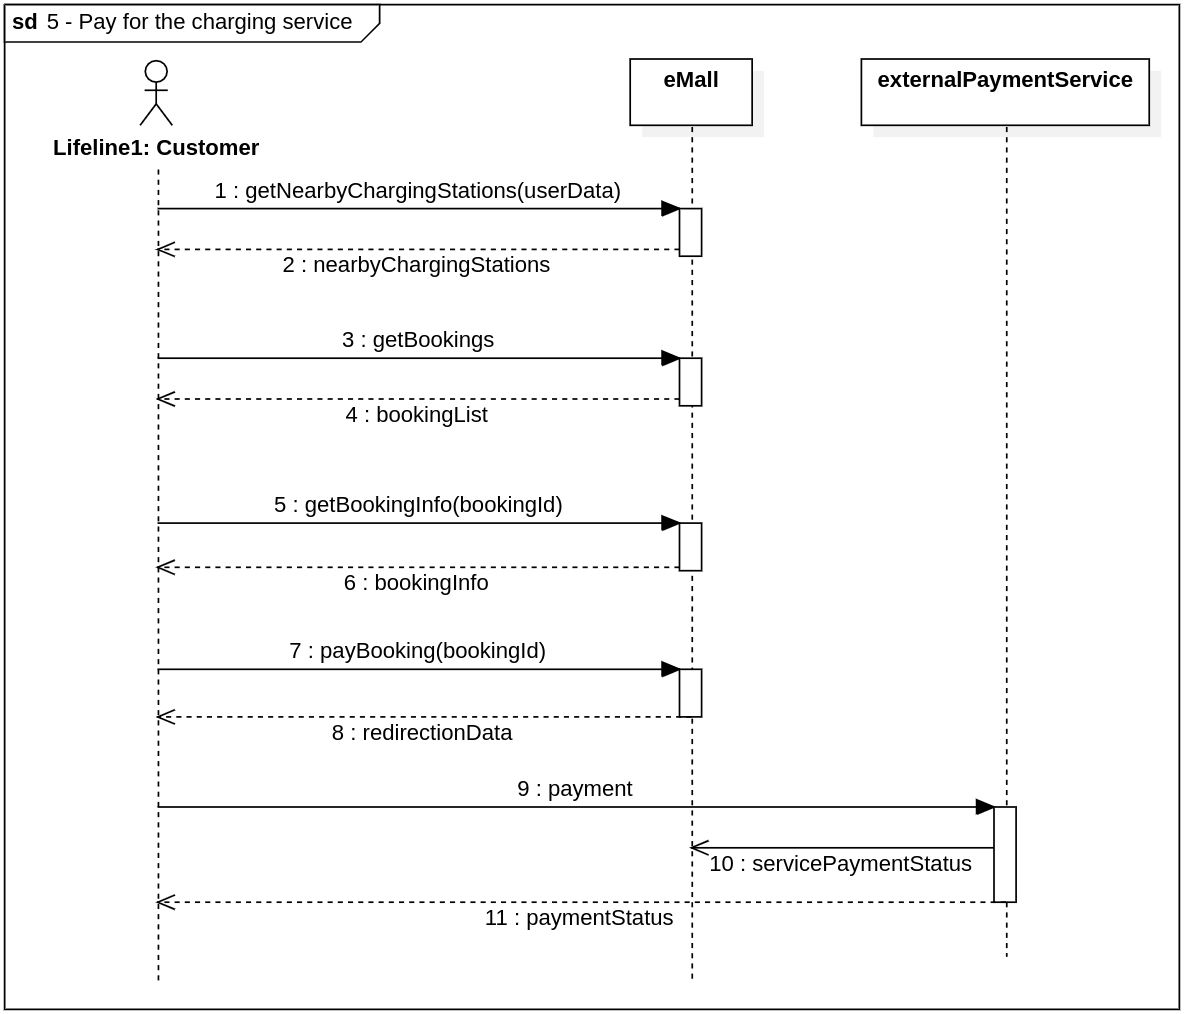 sd 5 - Pay for the charging service
eMall
externalPaymentService
Lifeline1: Customer
1 : getNearbyChargingStations(userData)
2 : nearbyChargingStations
3 : getBookings
4 : bookingList
5 : getBookingInfo(bookingId)
6 : bookingInfo
7 : payBooking(bookingId)
8 : redirectionData
9 : payment
10 : servicePaymentStatus
11 : paymentStatus